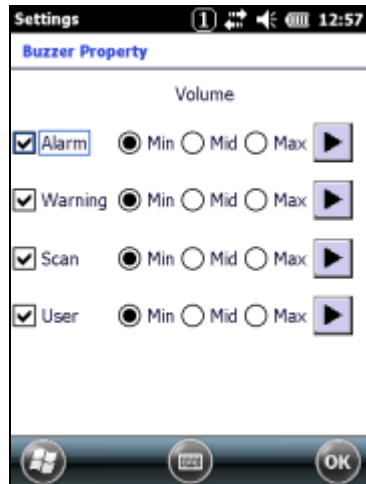 Settings 1 12:57
Buzzer Property
Volume
Alarm Min Mid Max
Warning Min Mid Max
Scan Min Mid Max
User Min Mid Max
OK